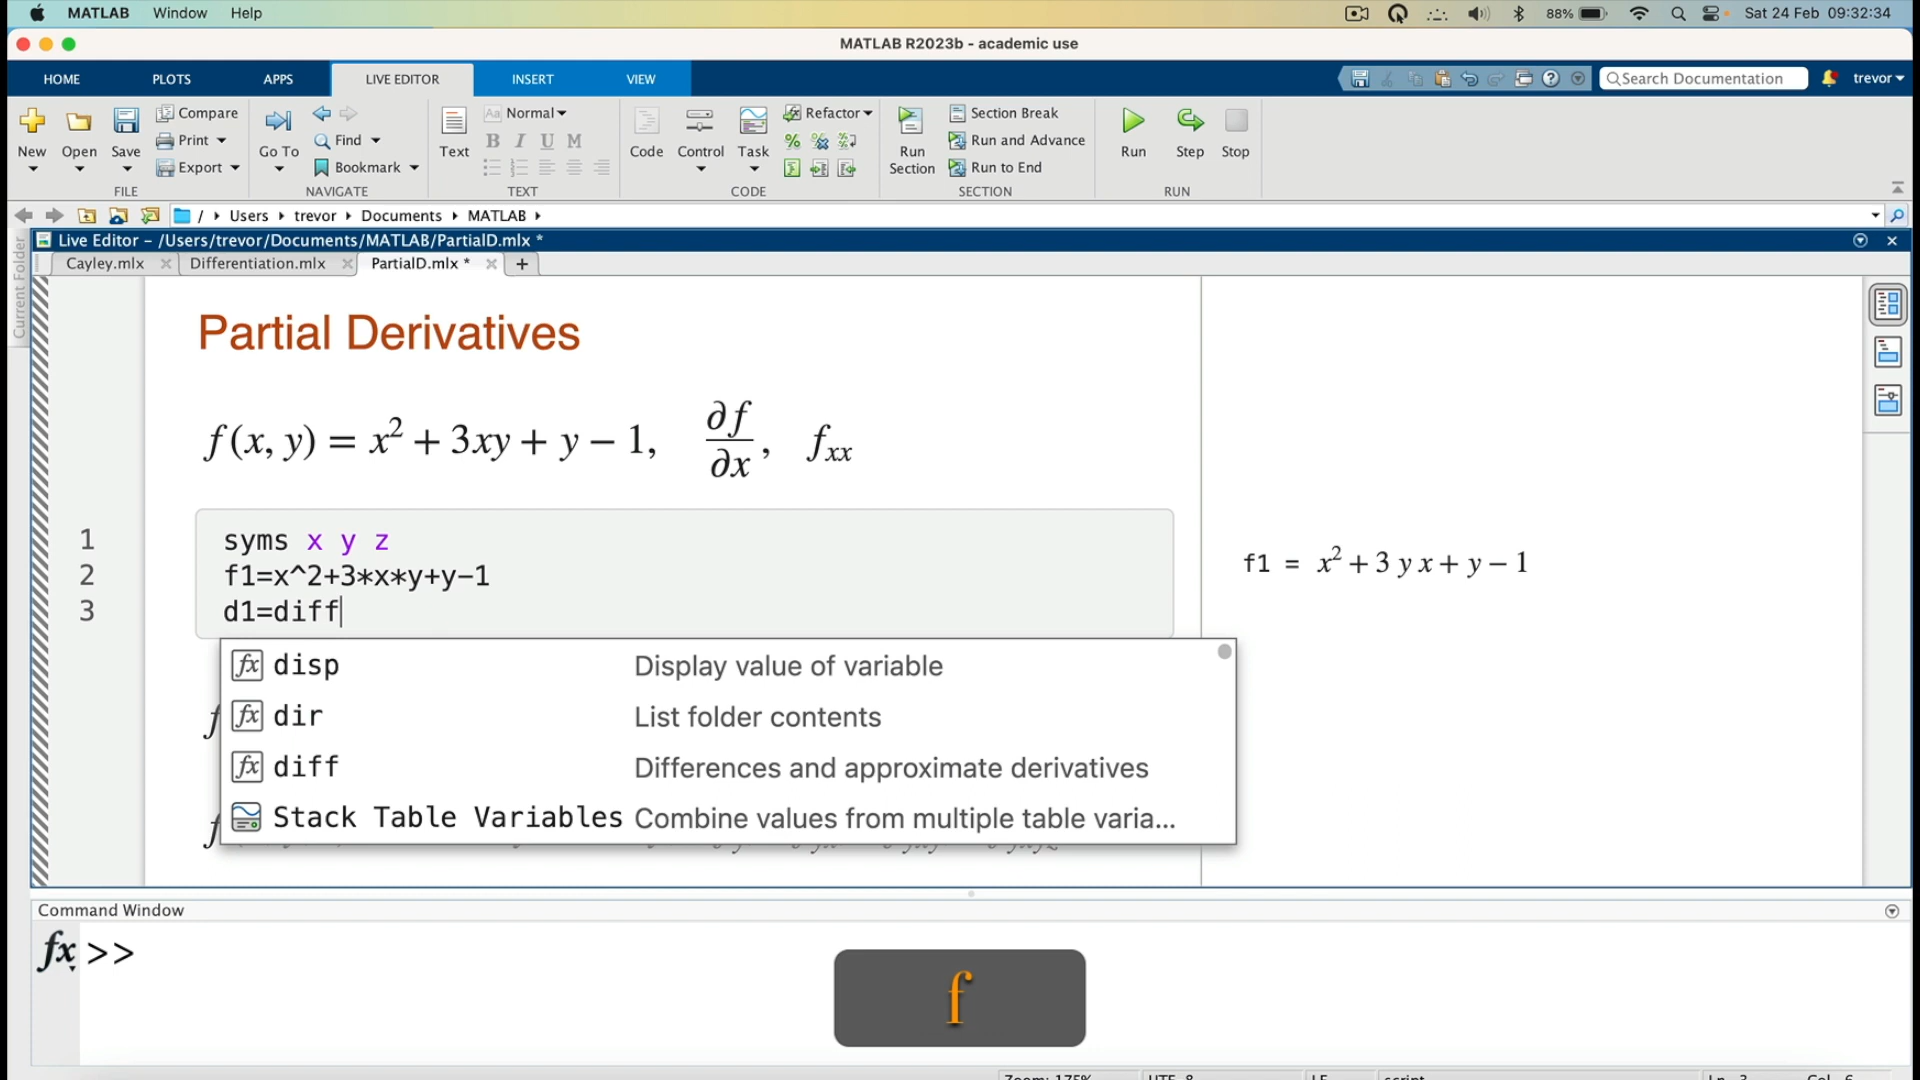 MATLAB Window Help 88% Sat 24 Feb 09:32:34
MATLAB R2023b - academic use
HOME PLOTS APPS LIVE EDITOR INSERT VIEW Search Documentation trevor
New Open Save Compare Print Export
Go To Find Bookmark
Text Aa Normal B I U M
Code Control Task Refactor
Run Section Section Break Run and Advance Run to End
Run Step Stop
FILE NAVIGATE TEXT CODE SECTION RUN
/ Users trevor Documents MATLAB
Current Folder
Live Editor - /Users/trevor/Documents/MATLAB/PartialD.mlx *
Cayley.mlx Differentiation.mlx PartialD.mlx * +
Partial Derivatives
f(x, y) = x² + 3xy + y − 1, ∂f/∂x, fₓₓ
1 syms x y z
2 f1=x^2+3*x*y+y-1
3 d1=diff
f1 = x² + 3 y x + y − 1
fx disp Display value of variable
fx dir List folder contents
fx diff Differences and approximate derivatives
Stack Table Variables Combine values from multiple table varia...
f
f
Command Window
fx >>
f